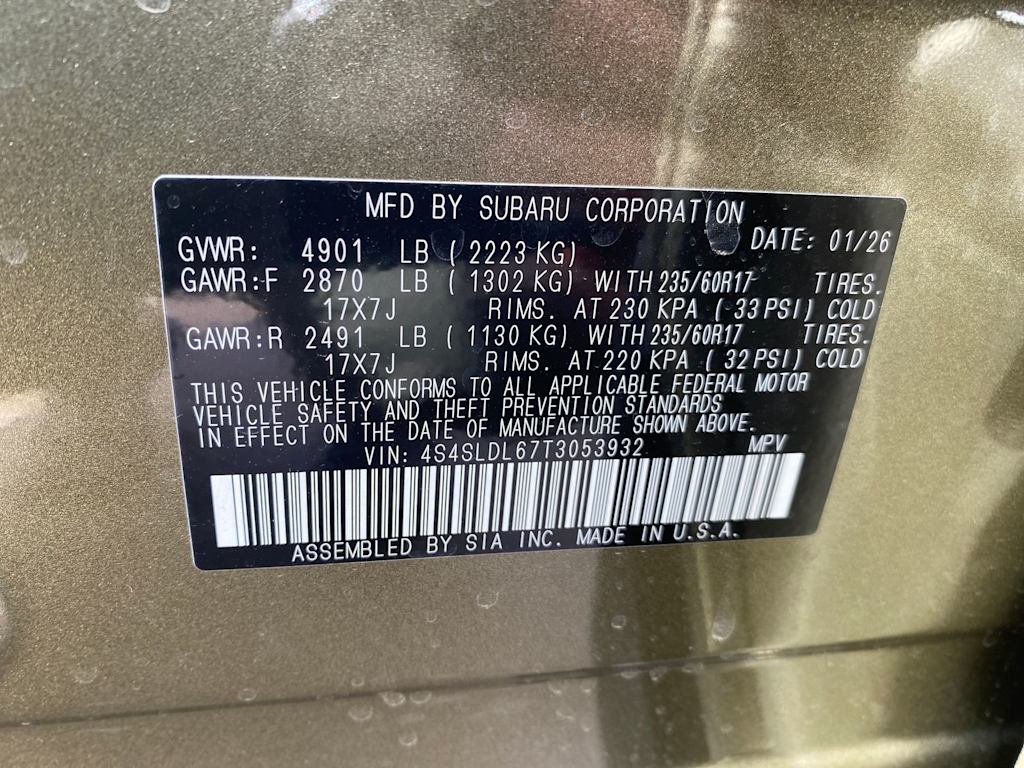 MFD BY SUBARU CORPORATION
DATE: 01/26
GVWR: 4901 LB (2223 KG)
GAWR:F 2870 LB (1302 KG) WITH 235/60R17 TIRES.
17X7J RIMS. AT 230 KPA (33 PSI) COLD
GAWR:R 2491 LB (1130 KG) WITH 235/60R17 TIRES.
17X7J RIMS. AT 220 KPA (32 PSI) COLD
THIS VEHICLE CONFORMS TO ALL APPLICABLE FEDERAL MOTOR
VEHICLE SAFETY AND THEFT PREVENTION STANDARDS
IN EFFECT ON THE DATE OF MANUFACTURE SHOWN ABOVE.
VIN: 4S4SLDL67T3053932 MPV
ASSEMBLED BY SIA INC. MADE IN U.S.A.